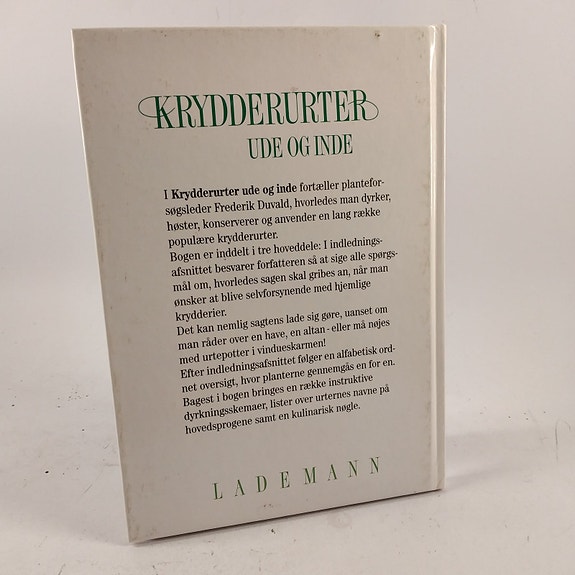 KRYDDERURTER
UDE OG INDE
I Krydderurter ude og inde fortæller plantefor-
søgsleder Frederik Duvald, hvorledes man dyrker,
høster, konserverer og anvender en lang række
populære krydderurter.
Bogen er inddelt i tre hoveddele: I indlednings-
afsnittet besvarer forfatteren så at sige alle spørgs-
mål om, hvorledes sagen skal gribes an, når man
ønsker at blive selvforsynende med hjemlige
krydderier.
Det kan nemlig sagtens lade sig gøre, uanset om
man råder over en have, en altan - eller må nøjes
med urtepotter i vindueskarmen!
Efter indledningsafsnittet følger en alfabetisk ord-
net oversigt, hvor planterne gennemgås en for en.
Bagest i bogen bringes en række instruktive
dyrkningsskemaer, lister over urternes navne på
hovedsprogene samt en kulinarisk nøgle.
LADEMANN